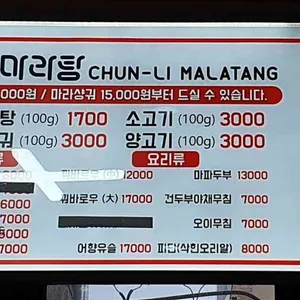 마라탕 CHUN-LI MALATANG
000원 / 마라샹궈 15,000원부터 드실 수 있습니다.
탕 (100g) 1700 소고기 (100g) 3000
궈 (100g) 3000 양고기 (100g) 3000
류 요리류
12000 마파두부 13000
6000 꿔바로우 (大) 17000 건두부야채무침 7000
7000 오이무침 7000
7000 어향유슬 17000 피단(삭힌오리알) 8000